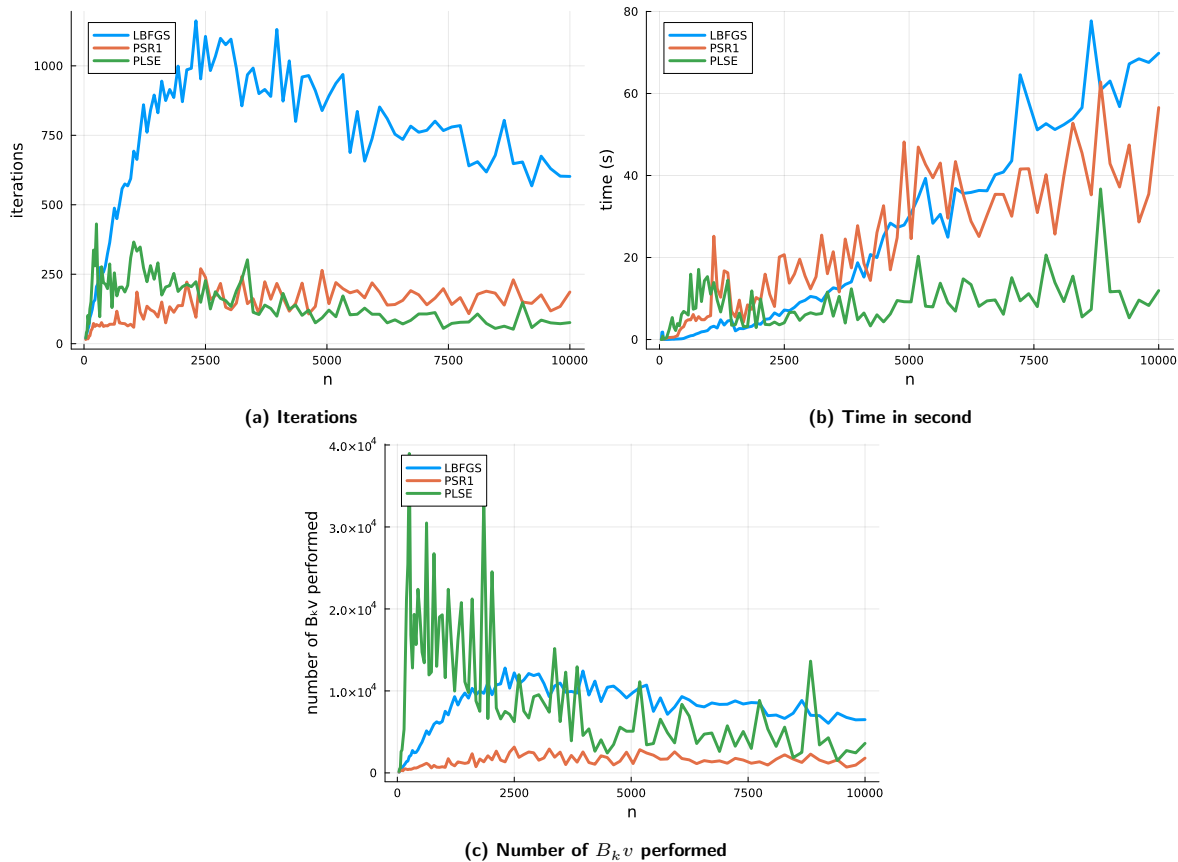 LBFGS
PSR1
PLSE
1000
750
500
250
0
iterations
0
2500
5000
7500
10000
n
(a) Iterations
LBFGS
PSR1
PLSE
80
60
40
20
0
time (s)
0
2500
5000
7500
10000
n
(b) Time in second
LBFGS
PSR1
PLSE
4.0×10⁴
3.0×10⁴
2.0×10⁴
1.0×10⁴
0
number of Bₖv performed
0
2500
5000
7500
10000
n
(c) Number of $B_k v$ performed